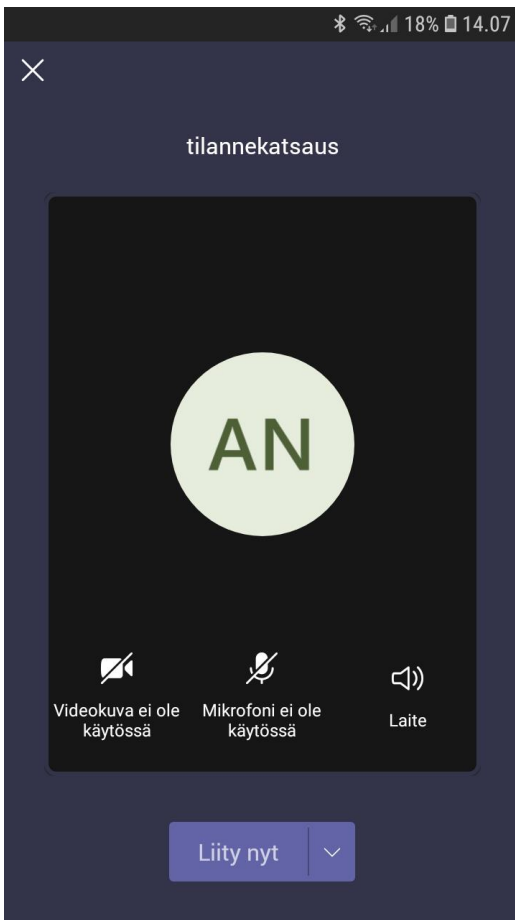 18% 14.07
tilannekatsaus
AN
Videokuva ei ole
käytössä
Mikrofoni ei ole
käytössä
Laite
Liity nyt